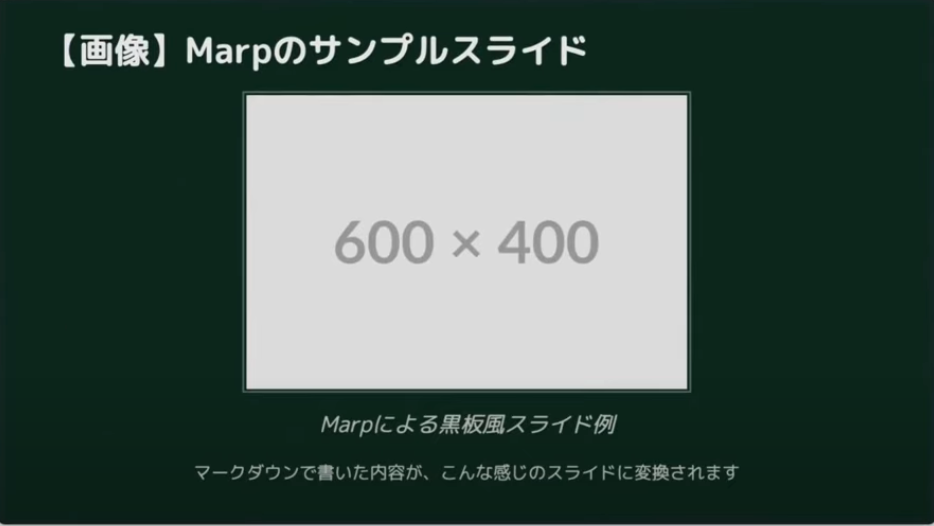 【画像】Marpのサンプルスライド
600 × 400
Marpによる黒板風スライド例
マークダウンで書いた内容が、こんな感じのスライドに変換されます